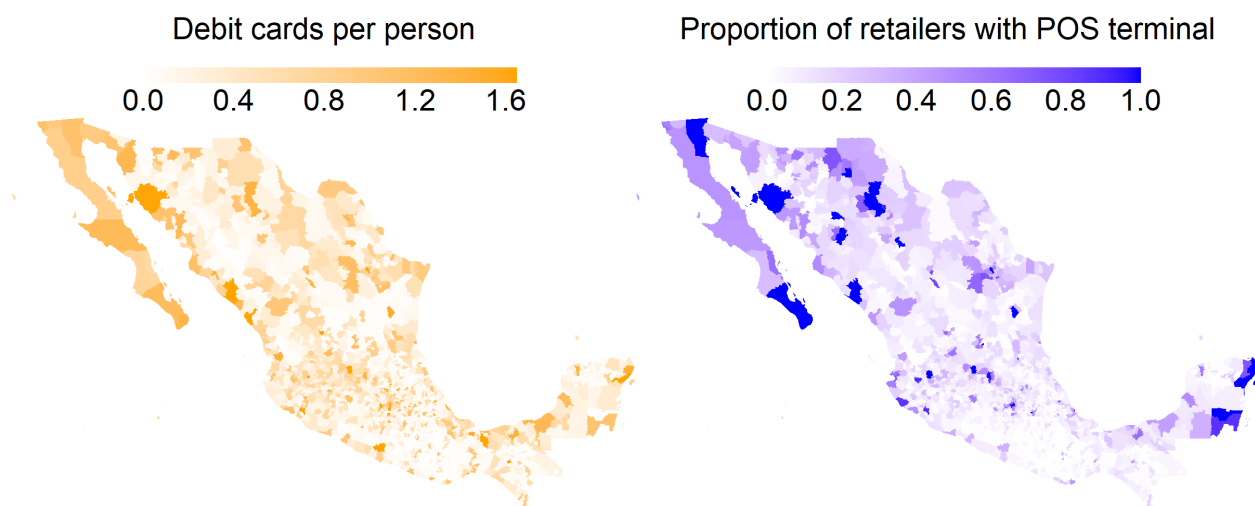 Debit cards per person
0.0 0.4 0.8 1.2 1.6
Proportion of retailers with POS terminal
0.0 0.2 0.4 0.6 0.8 1.0